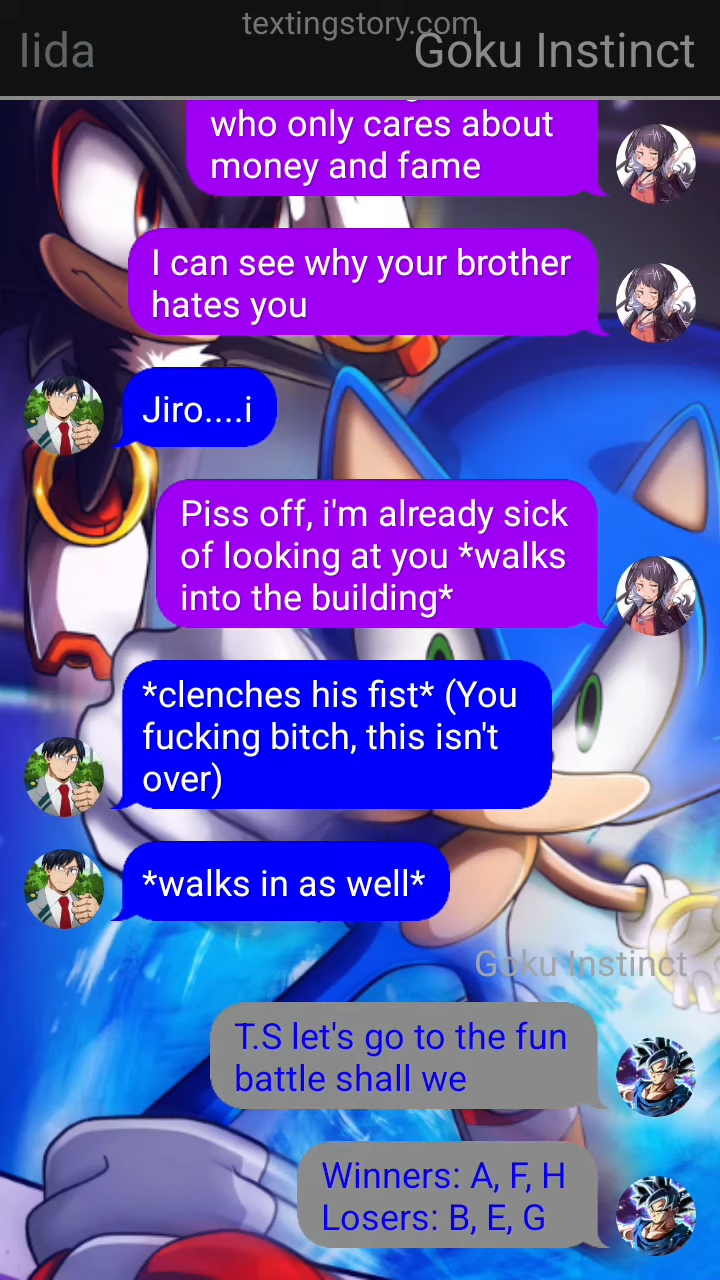 textingstory.com
Iida
Goku Instinct
who only cares about
money and fame
I can see why your brother
hates you
Jiro....i
Piss off, i'm already sick
of looking at you *walks
into the building*
*clenches his fist* (You
fucking bitch, this isn't
over)
*walks in as well*
Goku Instinct
T.S let's go to the fun
battle shall we
Winners: A, F, H
Losers: B, E, G